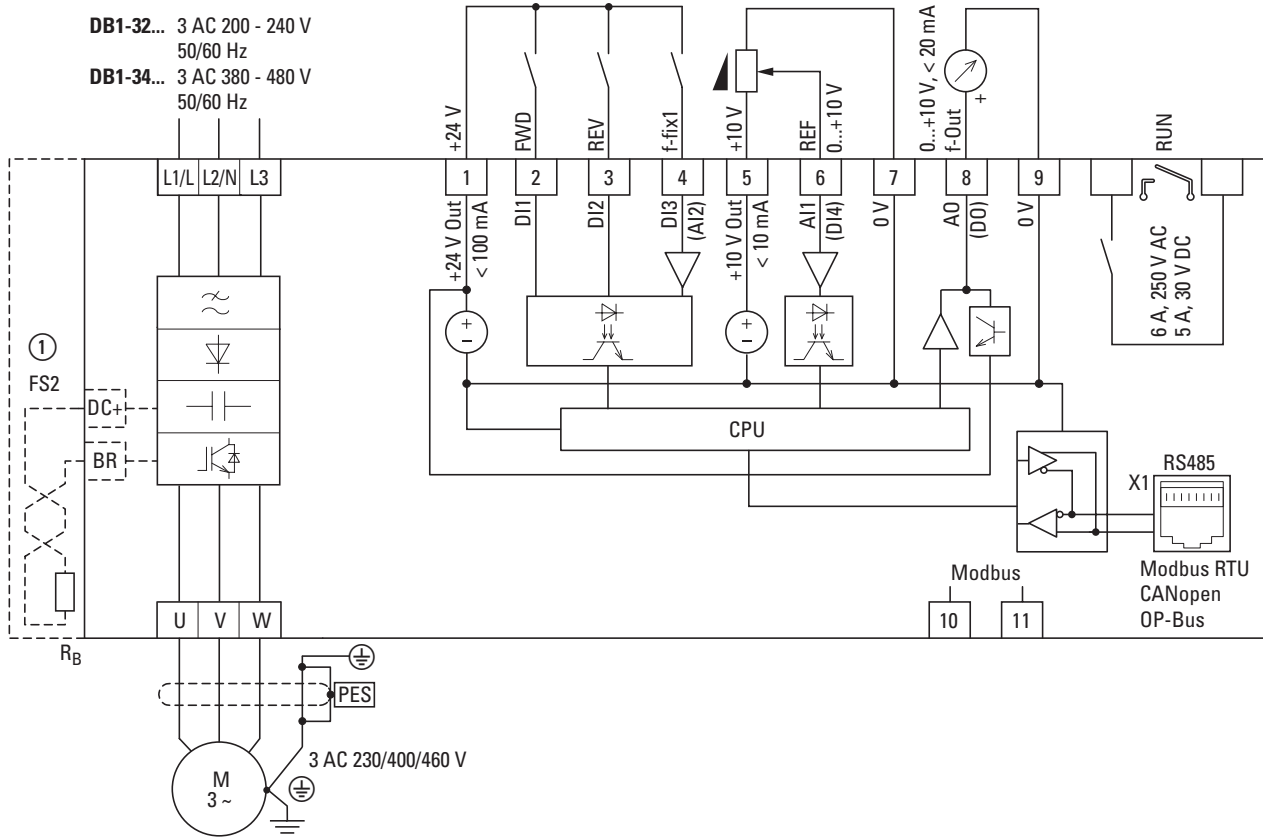 DB1-32... 3 AC 200 - 240 V
50/60 Hz
DB1-34... 3 AC 380 - 480 V
50/60 Hz
+24 V
FWD
REV
f-fix1
+10 V
REF
0...+10 V
0...+10 V, < 20 mA
f-Out
+
RUN
L1/L L2/N L3
1 2 3 4 5 6 7 8 9
+24 V Out
< 100 mA
DI1
DI2
DI3
(AI2)
+10 V Out
< 10 mA
AI1
(DI4)
0 V
AO
(DO)
0 V
6 A, 250 V AC
5 A, 30 V DC
+
−
+
−
1
FS2
DC+
BR
CPU
X1
RS485
Modbus RTU
CANopen
OP-Bus
Modbus
10 11
U V W
RB
PES
3 AC 230/400/460 V
M
3 ~